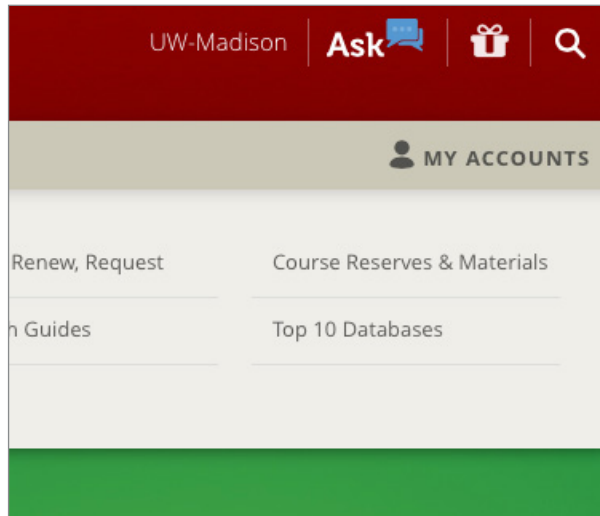 UW-Madison Ask
MY ACCOUNTS
Renew, Request Course Reserves & Materials
Guides Top 10 Databases